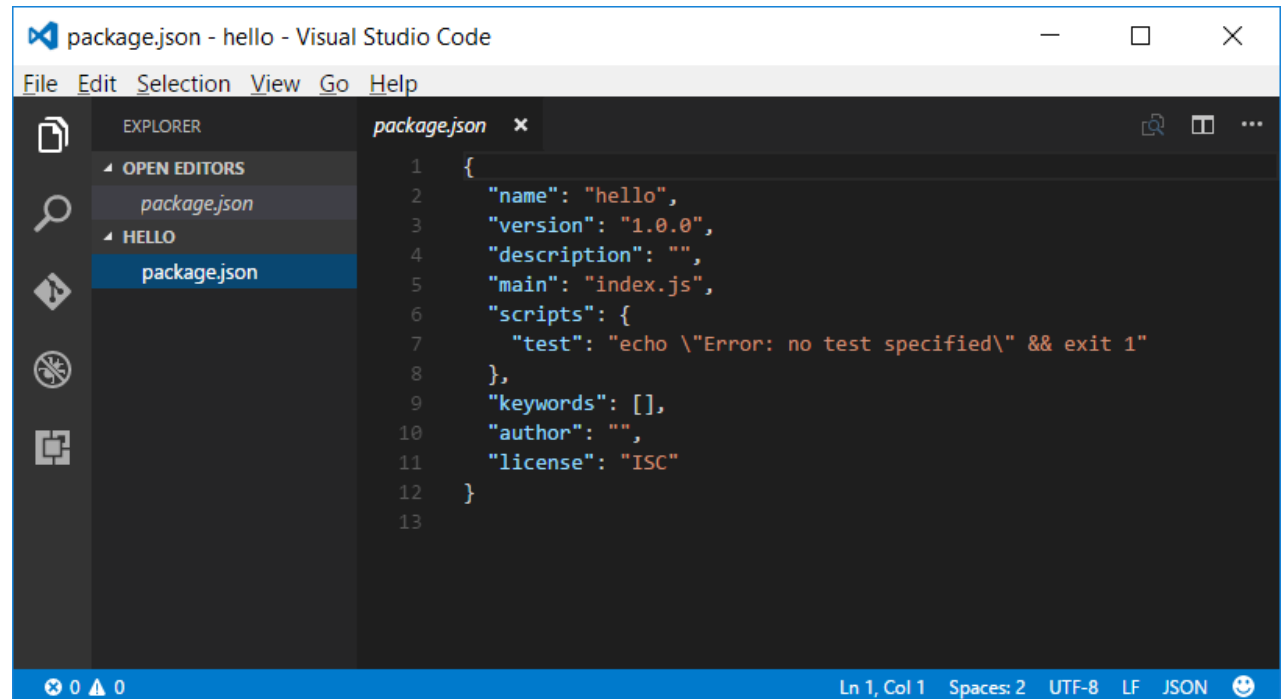 package.json - hello - Visual Studio Code
File Edit Selection View Go Help
EXPLORER
OPEN EDITORS
package.json
HELLO
package.json
package.json
1 {
2   "name": "hello",
3   "version": "1.0.0",
4   "description": "",
5   "main": "index.js",
6   "scripts": {
7     "test": "echo \"Error: no test specified\" && exit 1"
8   },
9   "keywords": [],
10   "author": "",
11   "license": "ISC"
12 }
13
0 0 Ln 1, Col 1 Spaces: 2 UTF-8 LF JSON